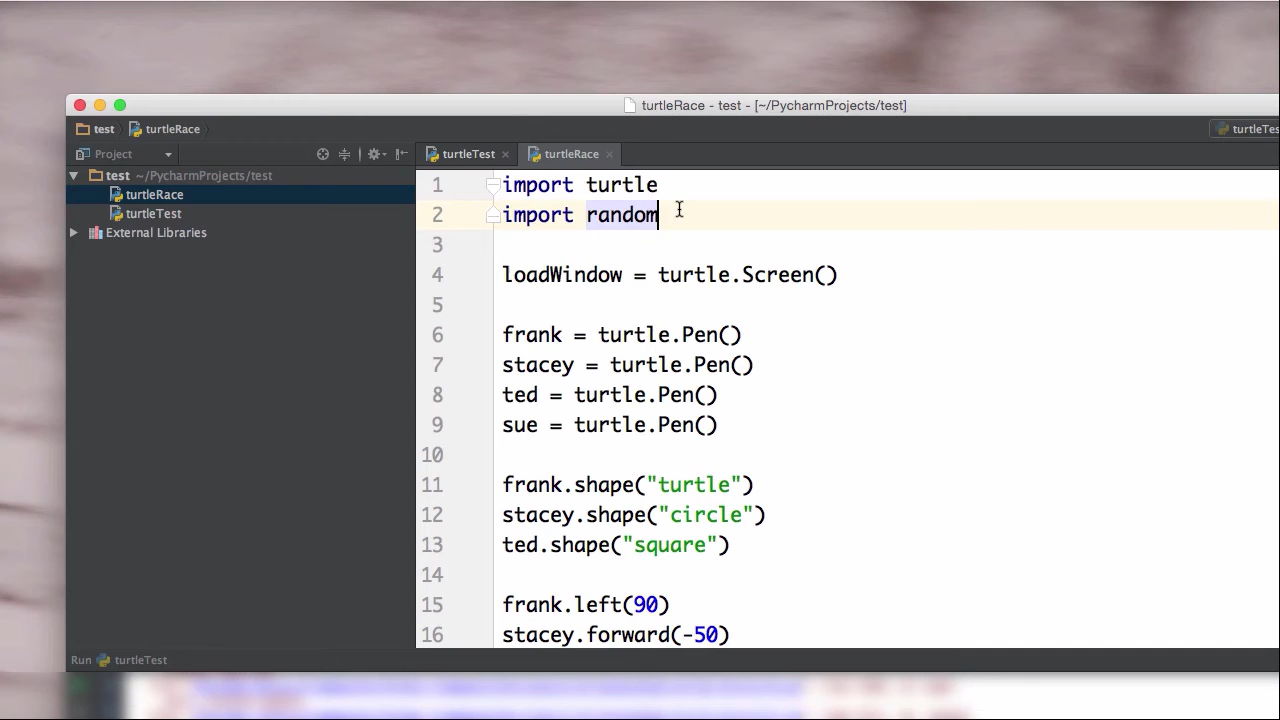 turtleRace - test - [~/PycharmProjects/test]
test turtleRace
turtleTes
Project
turtleTest turtleRace
test ~/PycharmProjects/test
turtleRace
turtleTest
External Libraries
1 import turtle
2 import random
3
4 loadWindow = turtle.Screen()
5
6 frank = turtle.Pen()
7 stacey = turtle.Pen()
8 ted = turtle.Pen()
9 sue = turtle.Pen()
10
11 frank.shape("turtle")
12 stacey.shape("circle")
13 ted.shape("square")
14
15 frank.left(90)
16 stacey.forward(-50)
Run turtleTest